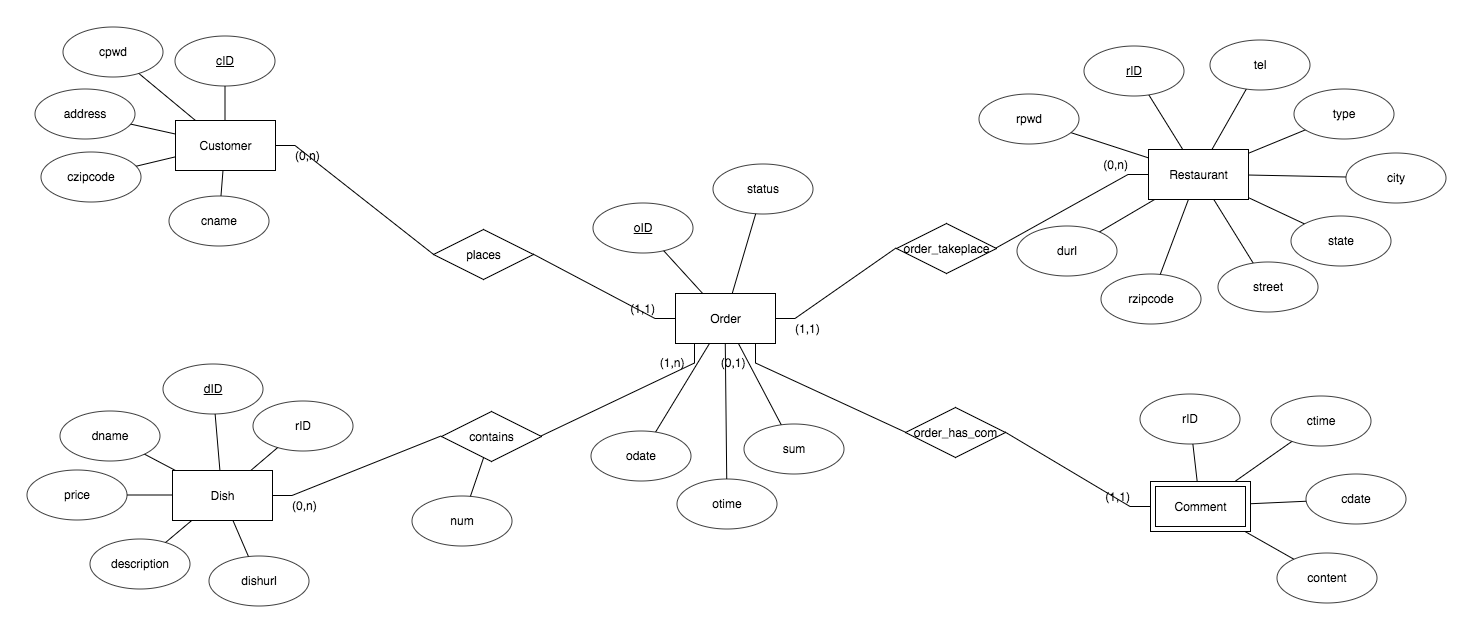 cpwd
cID
address
Customer
czipcode
cname
(0,n)
places
(1,1)
oID
status
Order
(1,1)
order_takeplace
(0,n)
rID
tel
rpwd
type
Restaurant
city
durl
state
rzipcode
street
(1,n)
(0,1)
dID
dname
rID
price
Dish
(0,n)
description
dishurl
contains
num
odate
otime
sum
order_has_com
(1,1)
rID
ctime
Comment
cdate
content